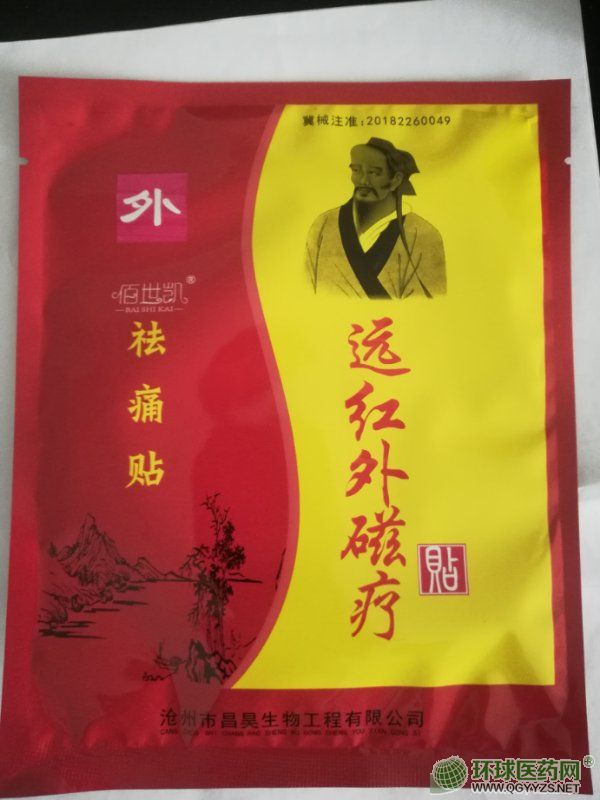 冀械注准:20182260049
外
佰世凯®
BAI SHI KAI
祛痛贴
远红外磁疗
貼
沧州市昌昊生物工程有限公司
CANG ZHOU SHI CHANG HAO SHENG WU GONG CHENG YOU XIAN GONG SI
环球医药网
WWW.QGYYZS.NET